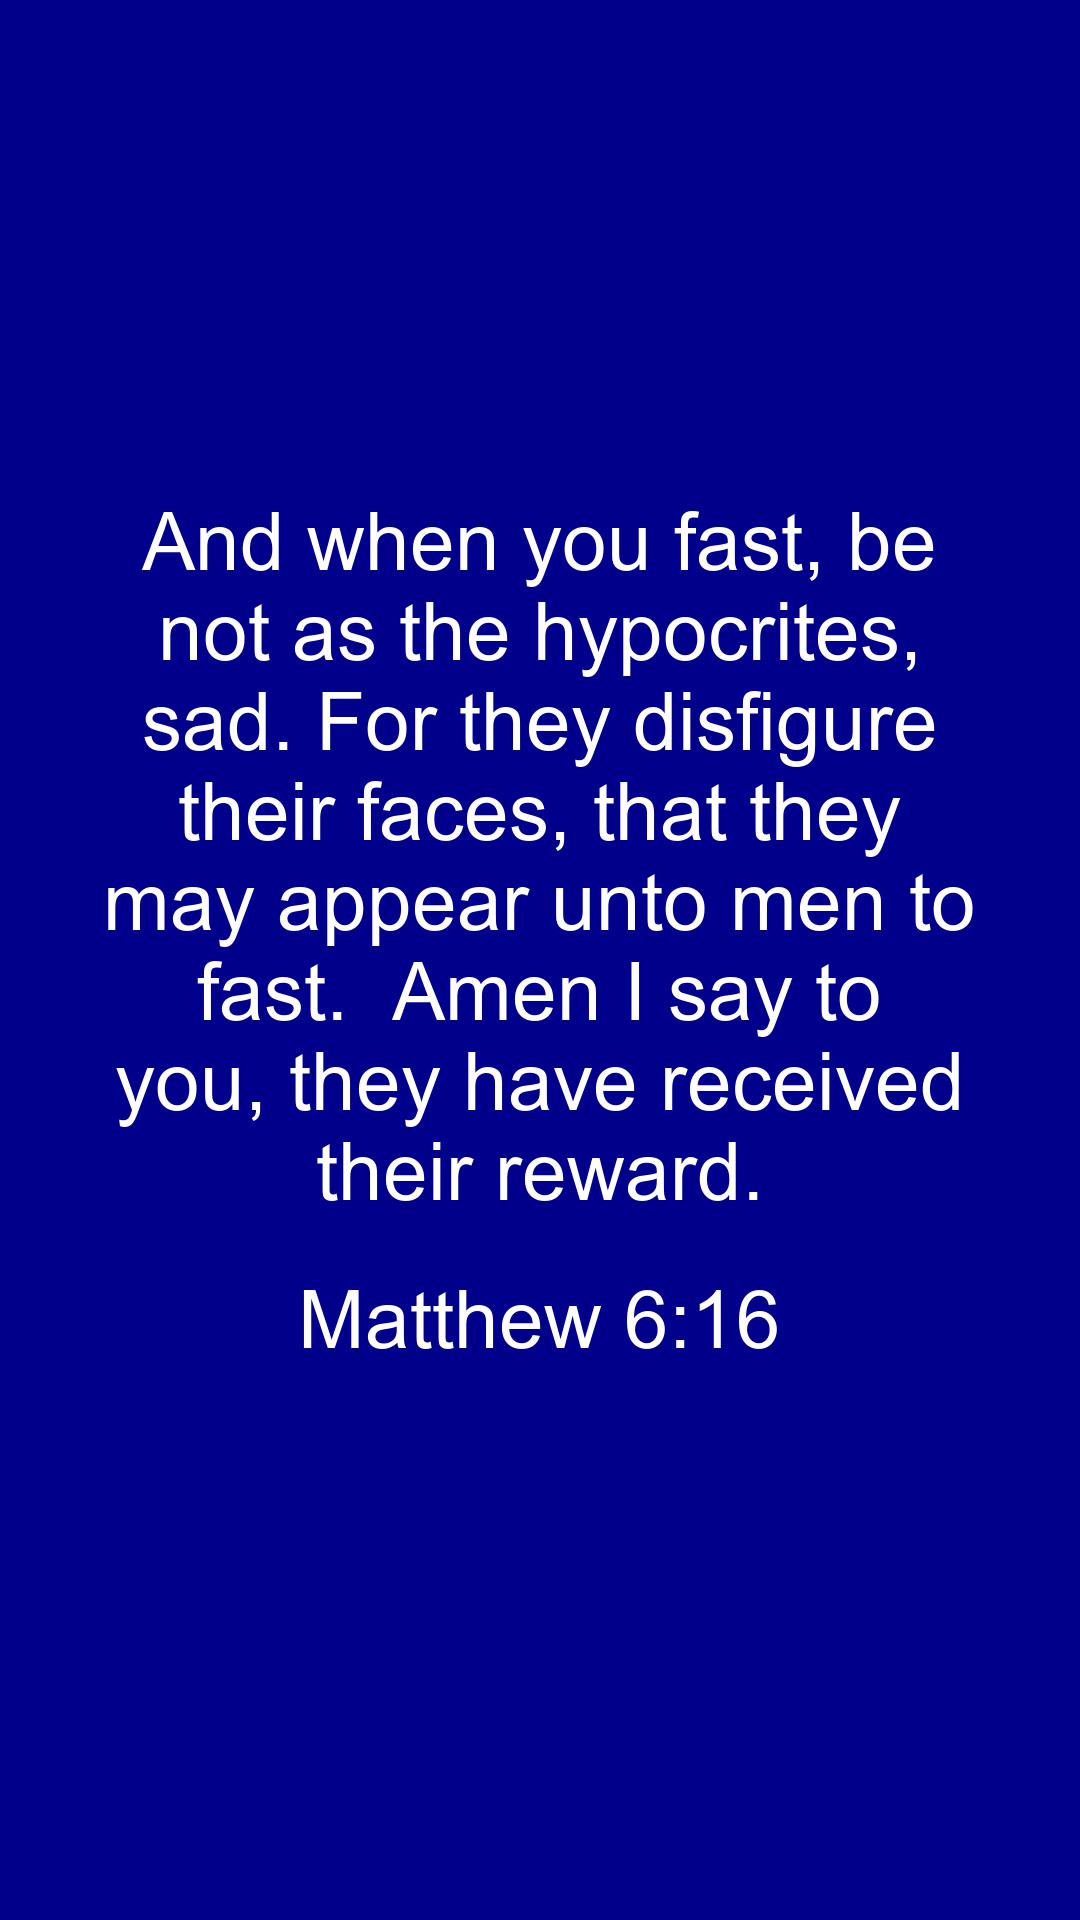 And when you fast, be
not as the hypocrites,
sad. For they disfigure
their faces, that they
may appear unto men to
fast.  Amen I say to
you, they have received
their reward.
Matthew 6:16